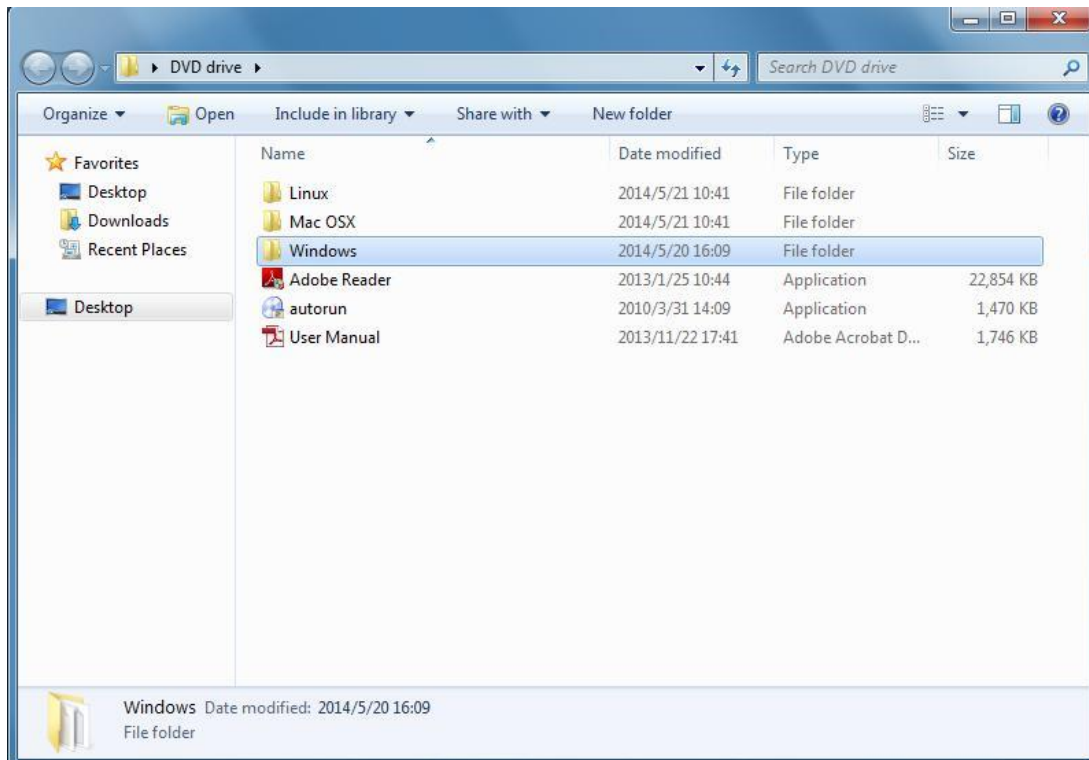 DVD drive
Search DVD drive
Organize Open Include in library Share with New folder
Favorites
Desktop
Downloads
Recent Places
Desktop
Name Date modified Type Size
Linux 2014/5/21 10:41 File folder
Mac OSX 2014/5/21 10:41 File folder
Windows 2014/5/20 16:09 File folder
Adobe Reader 2013/1/25 10:44 Application 22,854 KB
autorun 2010/3/31 14:09 Application 1,470 KB
User Manual 2013/11/22 17:41 Adobe Acrobat D... 1,746 KB
Windows Date modified: 2014/5/20 16:09
File folder